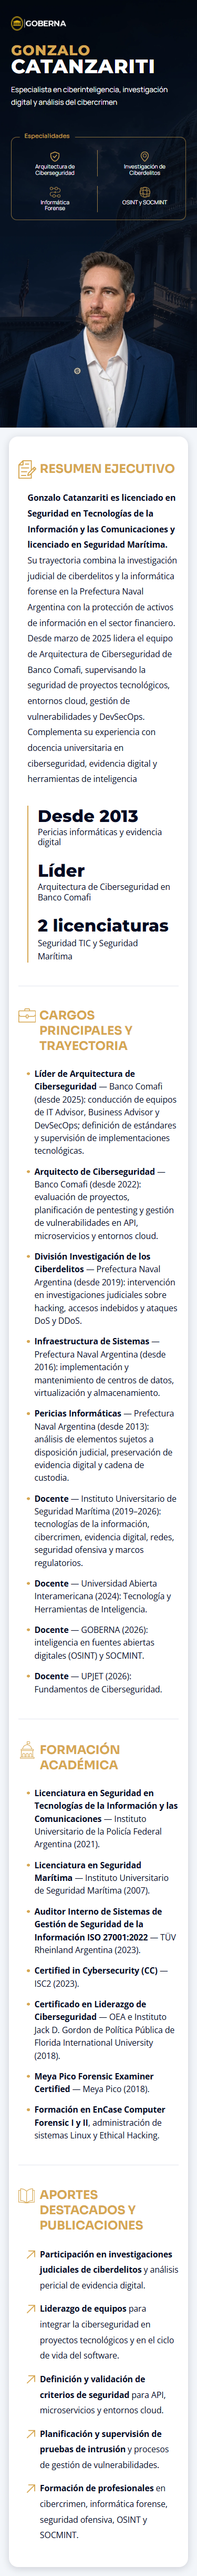 GOBERNA
GONZALO
CATANZARITI
Especialista en ciberinteligencia, investigación
digital y análisis del cibercrimen
Especialidades
Arquitectura de
Ciberseguridad
Investigación de
Ciberdelitos
Informática
Forense
OSINT y SOCMINT
RESUMEN EJECUTIVO
Gonzalo Catanzariti es licenciado en
Seguridad en Tecnologías de la
Información y las Comunicaciones y
licenciado en Seguridad Marítima.
Su trayectoria combina la investigación
judicial de ciberdelitos y la informática
forense en la Prefectura Naval
Argentina con la protección de activos
de información en el sector financiero.
Desde marzo de 2025 lidera el equipo
de Arquitectura de Ciberseguridad de
Banco Comafi, supervisando la
seguridad de proyectos tecnológicos,
entornos cloud, gestión de
vulnerabilidades y DevSecOps.
Complementa su experiencia con
docencia universitaria en
ciberseguridad, evidencia digital y
herramientas de inteligencia
Desde 2013
Pericias informáticas y evidencia
digital
Líder
Arquitectura de Ciberseguridad en
Banco Comafi
2 licenciaturas
Seguridad TIC y Seguridad
Marítima
CARGOS
PRINCIPALES Y
TRAYECTORIA
Líder de Arquitectura de
Ciberseguridad — Banco Comafi
(desde 2025): conducción de equipos
de IT Advisor, Business Advisor y
DevSecOps; definición de estándares
y supervisión de implementaciones
tecnológicas.
Arquitecto de Ciberseguridad —
Banco Comafi (desde 2022):
evaluación de proyectos,
planificación de pentesting y gestión
de vulnerabilidades en API,
microservicios y entornos cloud.
División Investigación de los
Ciberdelitos — Prefectura Naval
Argentina (desde 2019): intervención
en investigaciones judiciales sobre
hacking, accesos indebidos y ataques
DoS y DDoS.
Infraestructura de Sistemas —
Prefectura Naval Argentina (desde
2016): implementación y
mantenimiento de centros de datos,
virtualización y almacenamiento.
Pericias Informáticas — Prefectura
Naval Argentina (desde 2013):
análisis de elementos sujetos a
disposición judicial, preservación de
evidencia digital y cadena de
custodia.
Docente — Instituto Universitario de
Seguridad Marítima (2019–2026):
tecnologías de la información,
cibercrimen, evidencia digital, redes,
seguridad ofensiva y marcos
regulatorios.
Docente — Universidad Abierta
Interamericana (2024): Tecnología y
Herramientas de Inteligencia.
Docente — GOBERNA (2026):
inteligencia en fuentes abiertas
digitales (OSINT) y SOCMINT.
Docente — UPJET (2026):
Fundamentos de Ciberseguridad.
FORMACIÓN
ACADÉMICA
Licenciatura en Seguridad en
Tecnologías de la Información y las
Comunicaciones — Instituto
Universitario de la Policía Federal
Argentina (2021).
Licenciatura en Seguridad
Marítima — Instituto Universitario
de Seguridad Marítima (2007).
Auditor Interno de Sistemas de
Gestión de Seguridad de la
Información ISO 27001:2022 — TÜV
Rheinland Argentina (2023).
Certified in Cybersecurity (CC) —
ISC2 (2023).
Certificado en Liderazgo de
Ciberseguridad — OEA e Instituto
Jack D. Gordon de Política Pública de
Florida International University
(2018).
Meya Pico Forensic Examiner
Certified — Meya Pico (2018).
Formación en EnCase Computer
Forensic I y II, administración de
sistemas Linux y Ethical Hacking.
APORTES
DESTACADOS Y
PUBLICACIONES
Participación en investigaciones
judiciales de ciberdelitos y análisis
pericial de evidencia digital.
Liderazgo de equipos para
integrar la ciberseguridad en
proyectos tecnológicos y en el ciclo
de vida del software.
Definición y validación de
criterios de seguridad para API,
microservicios y entornos cloud.
Planificación y supervisión de
pruebas de intrusión y procesos
de gestión de vulnerabilidades.
Formación de profesionales en
cibercrimen, informática forense,
seguridad ofensiva, OSINT y
SOCMINT.